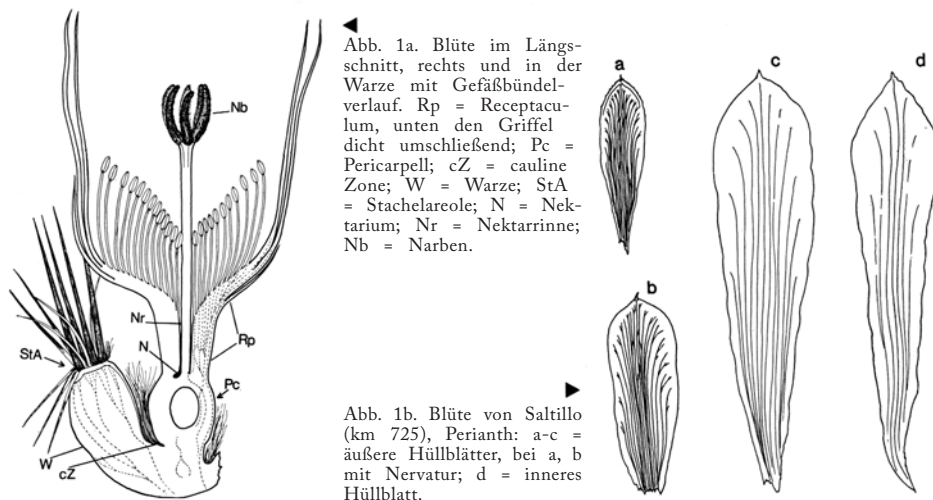 Abb. 1a. Blüte im Längs-
schnitt, rechts und in der
Warze mit Gefäßbündel-
verlauf. Rp = Receptacu-
lum, unten den Griffel
dicht umschließend; Pc =
Pericarpell; cZ = cauline
Zone; W = Warze; StA
= Stachelareole; N = Nek-
tarium; Nr = Nektarrinne;
Nb = Narben.
Nb
Nr
N
Rp
StA
Pc
W
cZ
Abb. 1b. Blüte von Saltillo
(km 725), Perianth: a-c =
äußere Hüllblätter, bei a, b
mit Nervatur; d = inneres
Hüllblatt.
a
b
c
d